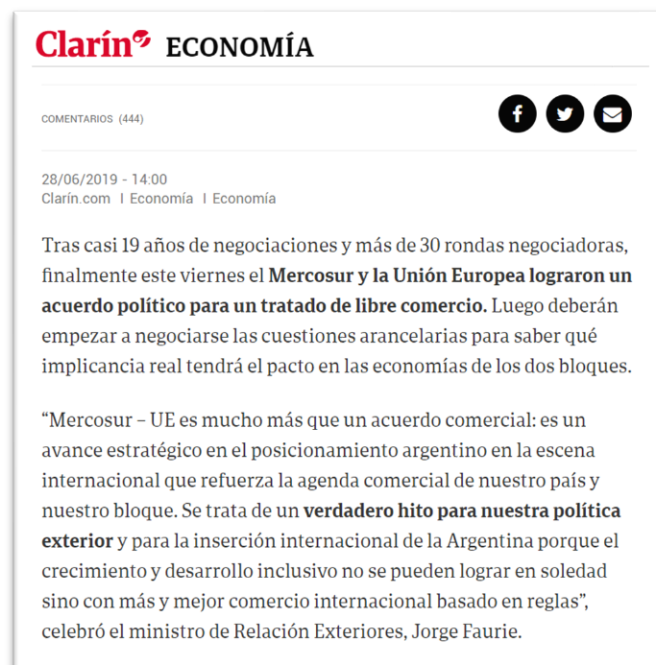 Clarín ECONOMÍA
COMENTARIOS (444)
28/06/2019 - 14:00
Clarín.com | Economía | Economía
Tras casi 19 años de negociaciones y más de 30 rondas negociadoras,
finalmente este viernes el Mercosur y la Unión Europea lograron un
acuerdo político para un tratado de libre comercio. Luego deberán
empezar a negociarse las cuestiones arancelarias para saber qué
implicancia real tendrá el pacto en las economías de los dos bloques.
“Mercosur – UE es mucho más que un acuerdo comercial: es un
avance estratégico en el posicionamiento argentino en la escena
internacional que refuerza la agenda comercial de nuestro país y
nuestro bloque. Se trata de un verdadero hito para nuestra política
exterior y para la inserción internacional de la Argentina porque el
crecimiento y desarrollo inclusivo no se pueden lograr en soledad
sino con más y mejor comercio internacional basado en reglas”,
celebró el ministro de Relación Exteriores, Jorge Faurie.